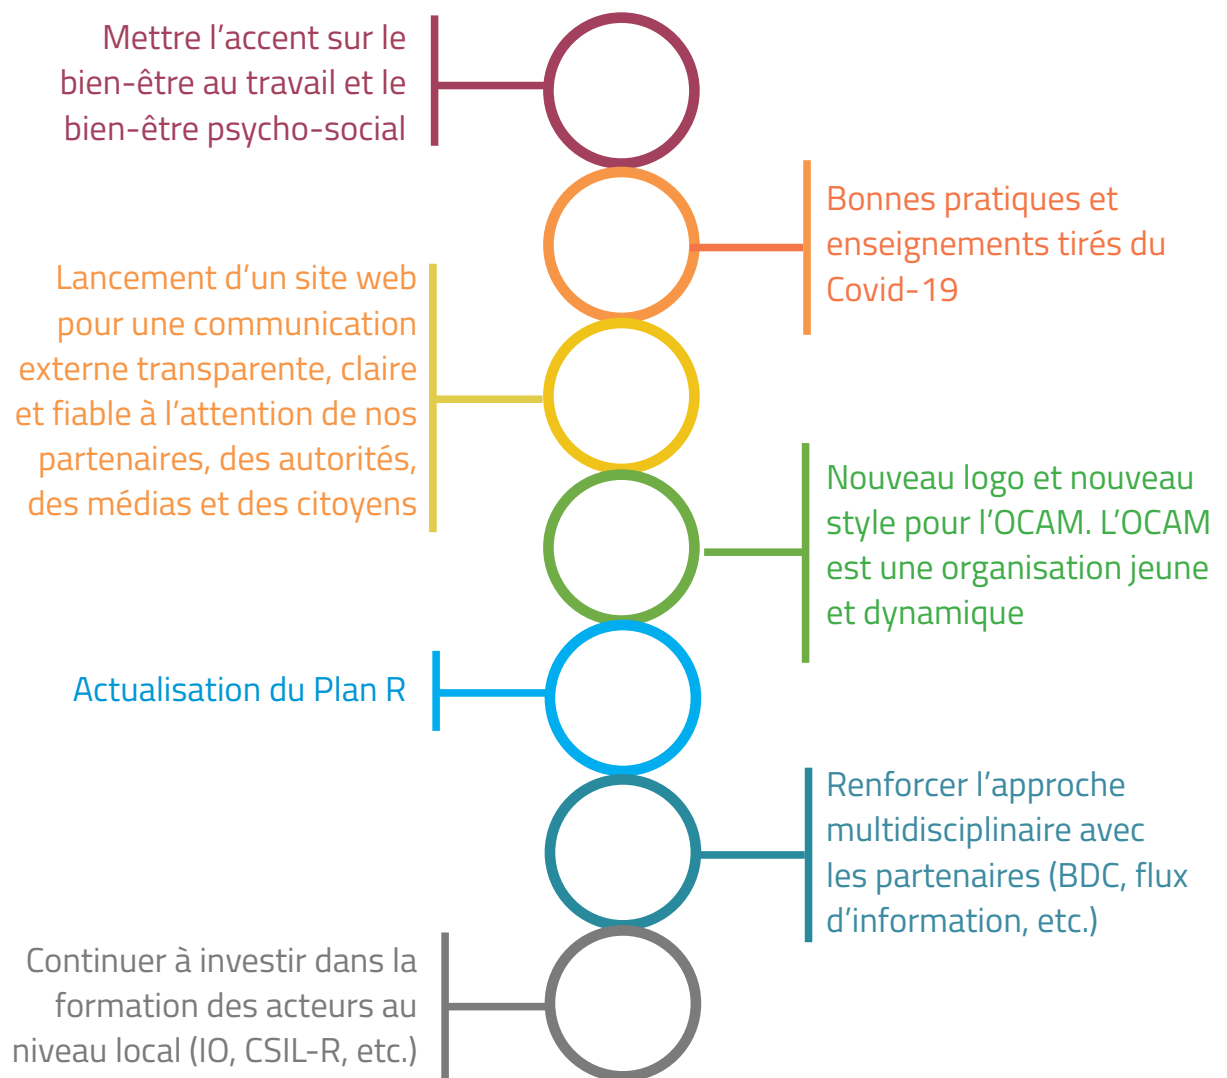 Mettre l’accent sur le
bien-être au travail et le
bien-être psycho-social
Bonnes pratiques et
enseignements tirés du
Covid-19
Lancement d’un site web
pour une communication
externe transparente, claire
et fiable à l’attention de nos
partenaires, des autorités,
des médias et des citoyens
Nouveau logo et nouveau
style pour l’OCAM. L’OCAM
est une organisation jeune
et dynamique
Actualisation du Plan R
Renforcer l’approche
multidisciplinaire avec
les partenaires (BDC, flux
d’information, etc.)
Continuer à investir dans la
formation des acteurs au
niveau local (IO, CSIL-R, etc.)